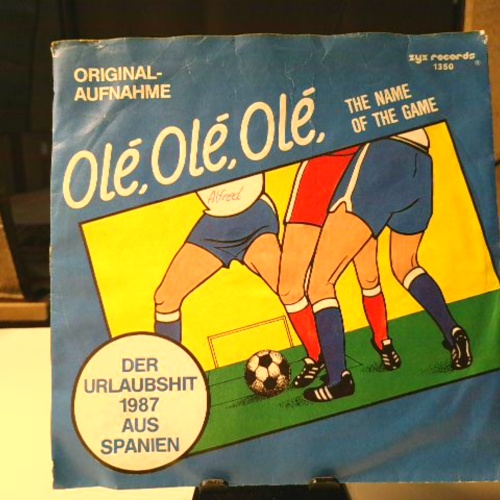 ORIGINAL-
AUFNAHME
zyx records
1350
®
Olé, Olé, Olé,
THE NAME
OF THE GAME
Alfred
DER
URLAUBSHIT
1987
AUS
SPANIEN